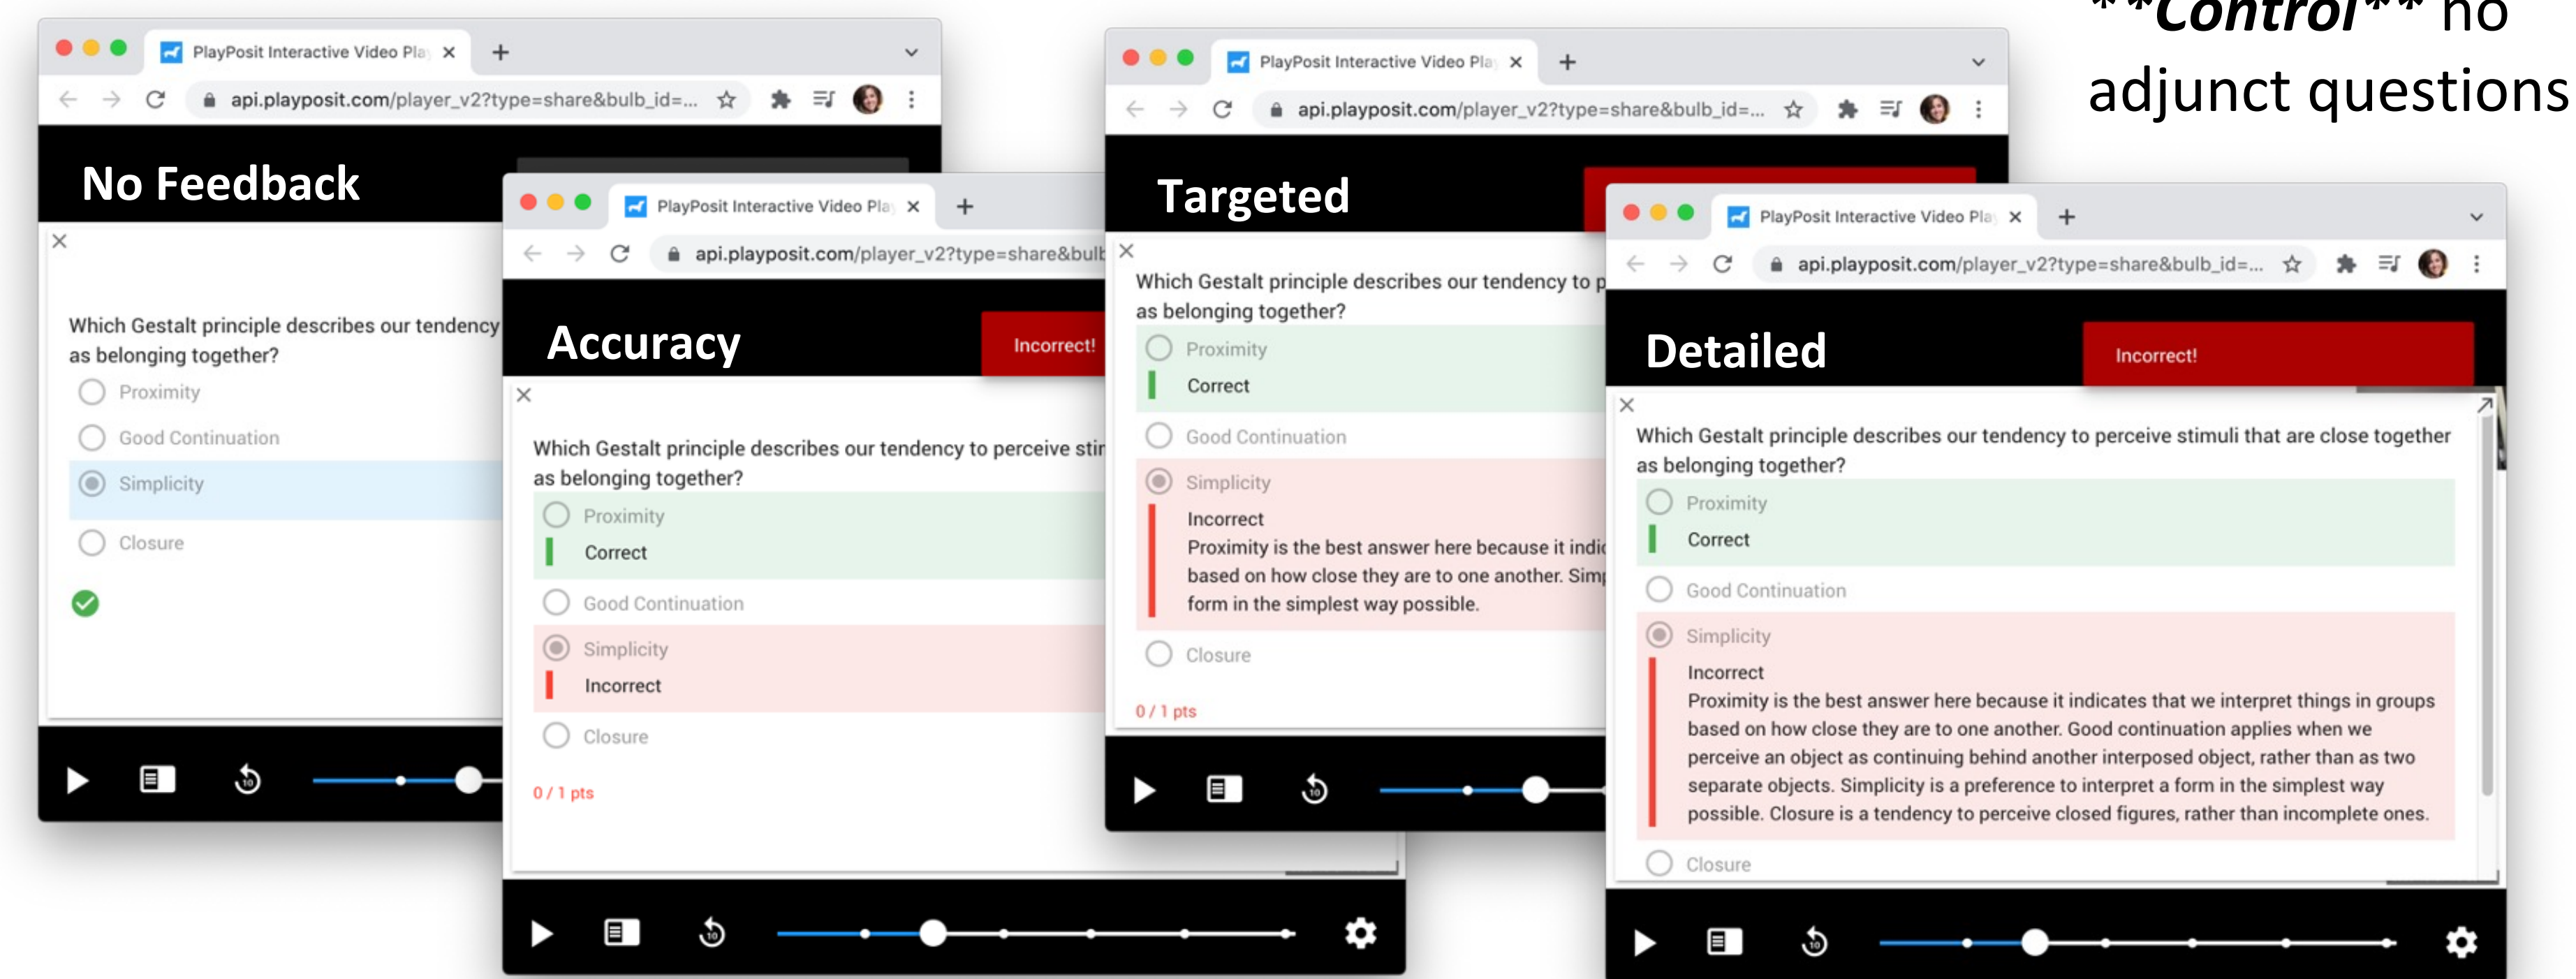 PlayPosit Interactive Video Pla
api.playposit.com/player_v2?type=share&bulb_id=...
No Feedback
Which Gestalt principle describes our tendency
as belonging together?
Proximity
Good Continuation
Simplicity
Closure
10
PlayPosit Interactive Video Pla
api.playposit.com/player_v2?type=share&bulb
Accuracy
Incorrect!
Which Gestalt principle describes our tendency to perceive stir
as belonging together?
Proximity
Correct
Good Continuation
Simplicity
Incorrect
Closure
0 / 1 pts
10
PlayPosit Interactive Video Pla
api.playposit.com/player_v2?type=share&bulb_id=...
Targeted
Which Gestalt principle describes our tendency to p
as belonging together?
Proximity
Correct
Good Continuation
Simplicity
Incorrect
Proximity is the best answer here because it indic
based on how close they are to one another. Simp
form in the simplest way possible.
Closure
0 / 1 pts
10
**Control** no
adjunct questions
PlayPosit Interactive Video Pla
api.playposit.com/player_v2?type=share&bulb_id=...
Detailed
Incorrect!
Which Gestalt principle describes our tendency to perceive stimuli that are close together
as belonging together?
Proximity
Correct
Good Continuation
Simplicity
Incorrect
Proximity is the best answer here because it indicates that we interpret things in groups
based on how close they are to one another. Good continuation applies when we
perceive an object as continuing behind another interposed object, rather than as two
separate objects. Simplicity is a preference to interpret a form in the simplest way
possible. Closure is a tendency to perceive closed figures, rather than incomplete ones.
Closure
10